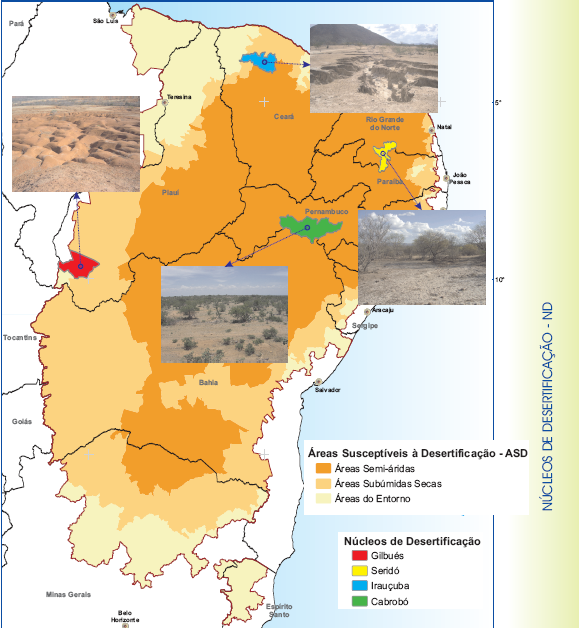 Pará
São Luís
Teresina
Ceará
5°
Rio Grande
do Norte
Natal
João
Pessoa
Paraíba
Piauí
Pernambuco
10°
Aracaju
Sergipe
Tocantins
Bahia
Salvador
Goiás
Minas Gerais
Belo
Horizonte
Espírito
Santo
Áreas Susceptíveis à Desertificação - ASD
Áreas Semi-áridas
Áreas Subúmidas Secas
Áreas do Entorno
Núcleos de Desertificação
Gilbués
Seridó
Irauçuba
Cabrobó
NÚCLEOS DE DESERTIFICAÇÃO - ND